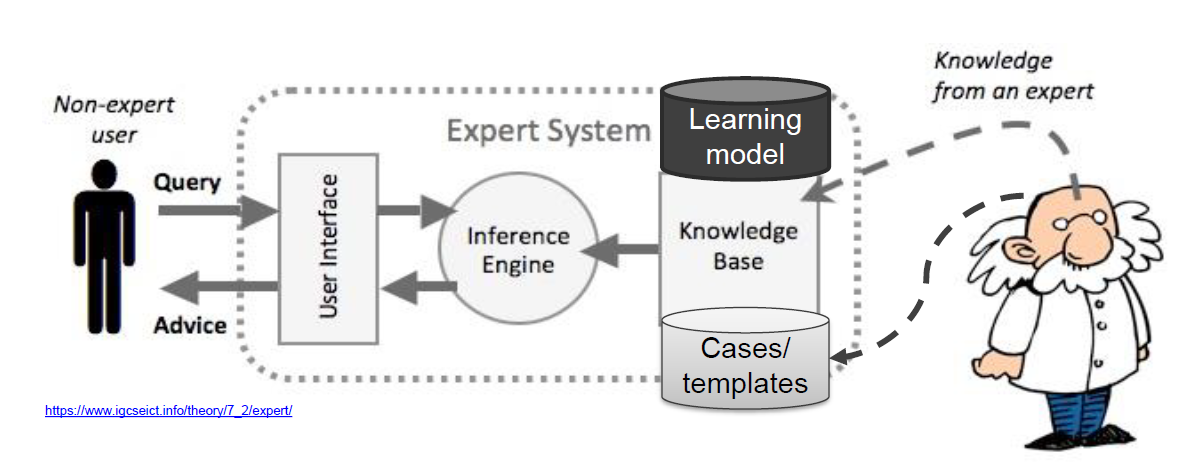 Knowledge
from an expert
Non-expert
user
Expert System
Learning
model
Query
User Interface
Inference
Engine
Knowledge
Base
Advice
Cases/
templates
https://www.igcseict.info/theory/7_2/expert/